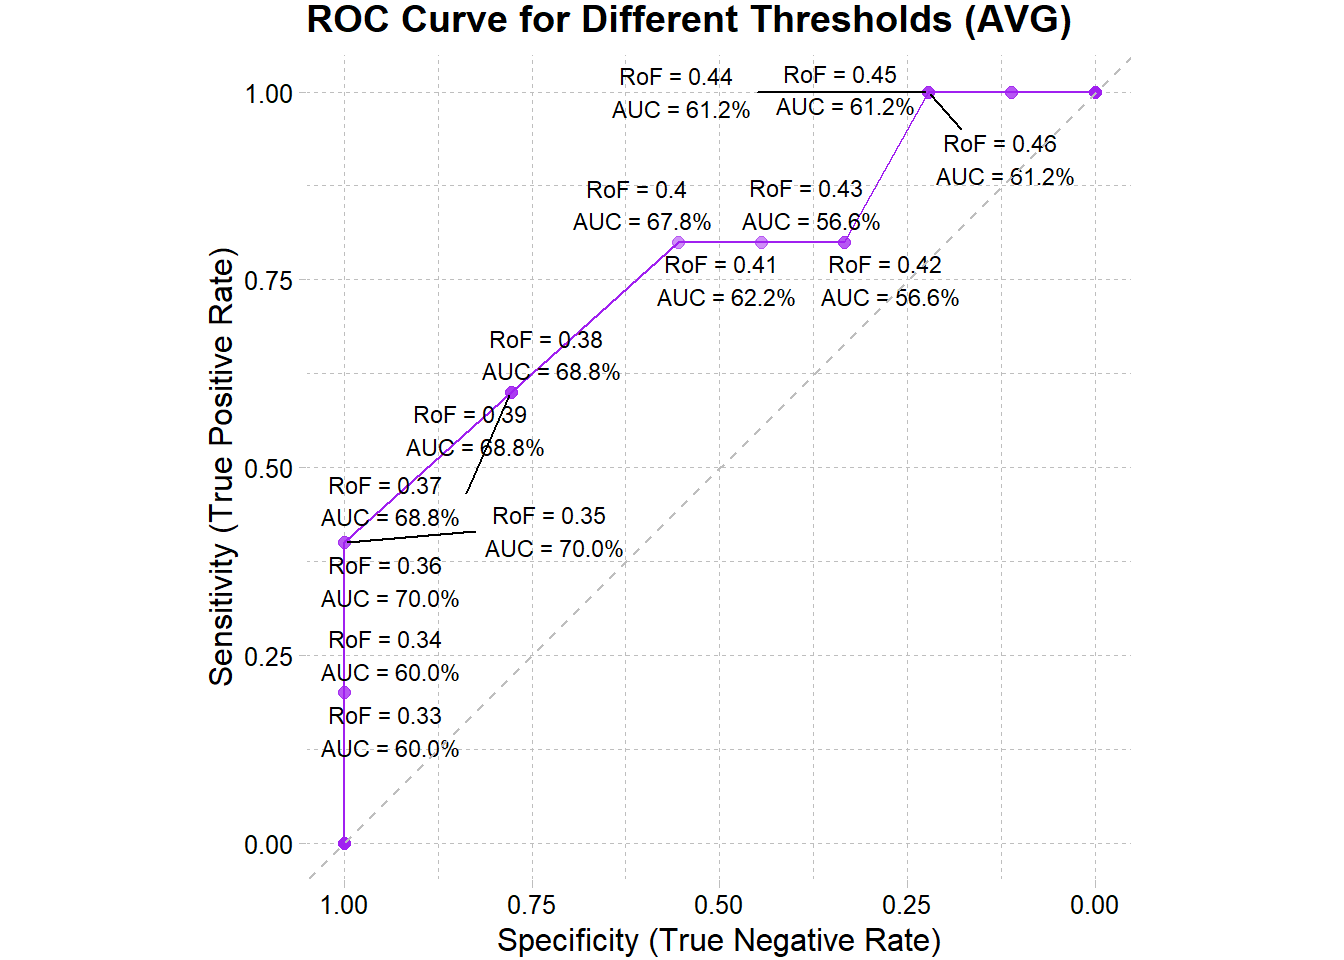 ROC Curve for Different Thresholds (AVG)
RoF = 0.44
AUC = 61.2%
RoF = 0.45
AUC = 61.2%
RoF = 0.46
AUC = 61.2%
RoF = 0.4
AUC = 67.8%
RoF = 0.43
AUC = 56.6%
RoF = 0.41
AUC = 62.2%
RoF = 0.42
AUC = 56.6%
RoF = 0.38
AUC = 68.8%
RoF = 0.39
AUC = 68.8%
RoF = 0.37
AUC = 68.8%
RoF = 0.35
AUC = 70.0%
RoF = 0.36
AUC = 70.0%
RoF = 0.34
AUC = 60.0%
RoF = 0.33
AUC = 60.0%
Sensitivity (True Positive Rate)
1.00
0.75
0.50
0.25
0.00
1.00
0.75
0.50
0.25
0.00
Specificity (True Negative Rate)